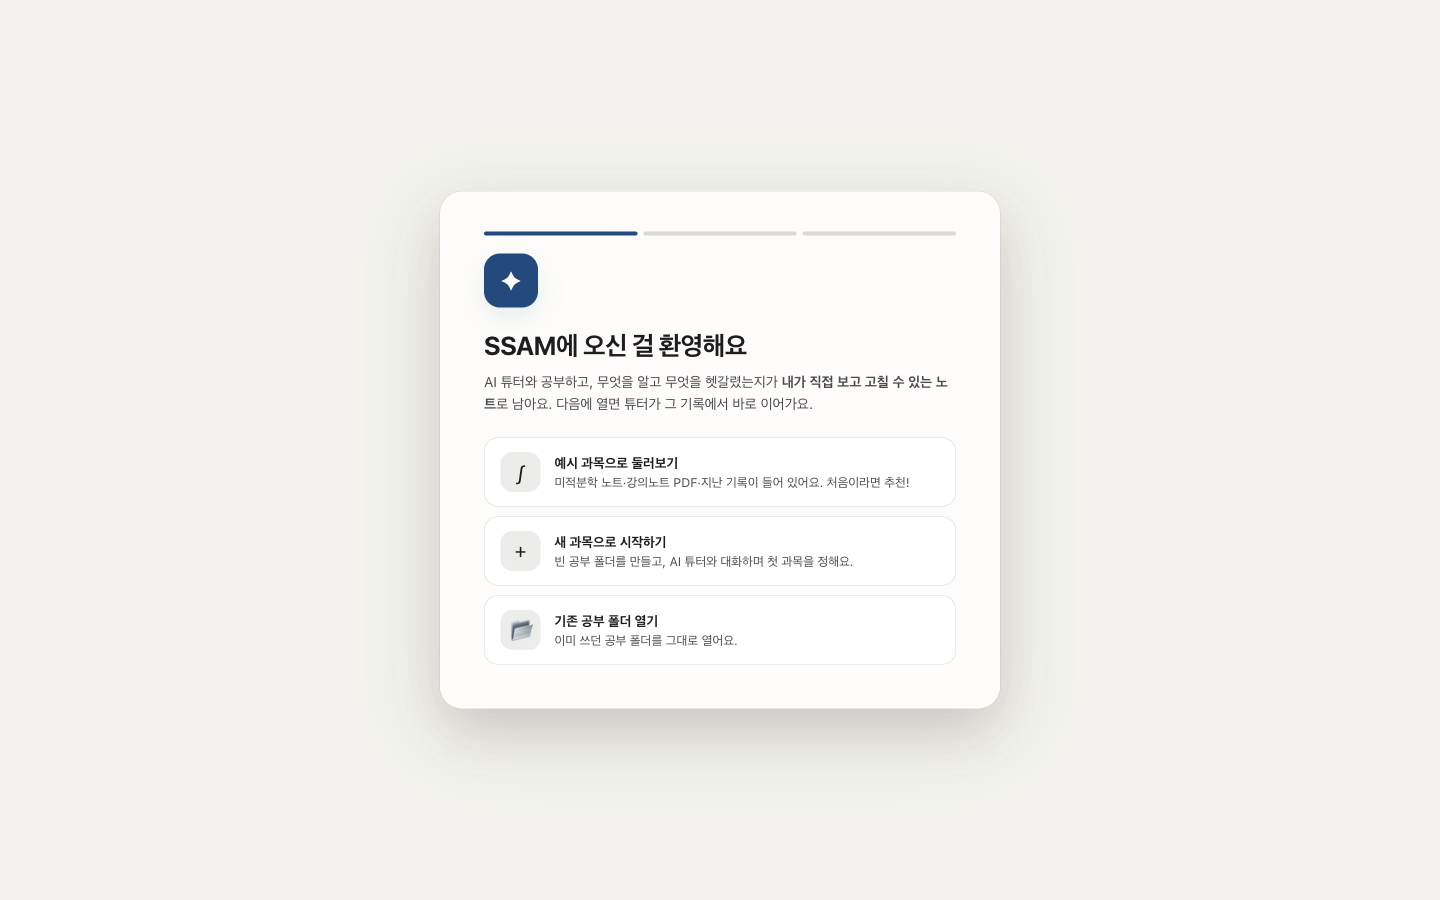 SSAM에 오신 걸 환영해요
AI 튜터와 공부하고, 무엇을 알고 무엇을 헷갈렸는지가 내가 직접 보고 고칠 수 있는 노
트로 남아요. 다음에 열면 튜터가 그 기록에서 바로 이어가요.
∫
예시 과목으로 둘러보기
미적분학 노트·강의노트 PDF·지난 기록이 들어 있어요. 처음이라면 추천!
+
새 과목으로 시작하기
빈 공부 폴더를 만들고, AI 튜터와 대화하며 첫 과목을 정해요.
기존 공부 폴더 열기
이미 쓰던 공부 폴더를 그대로 열어요.